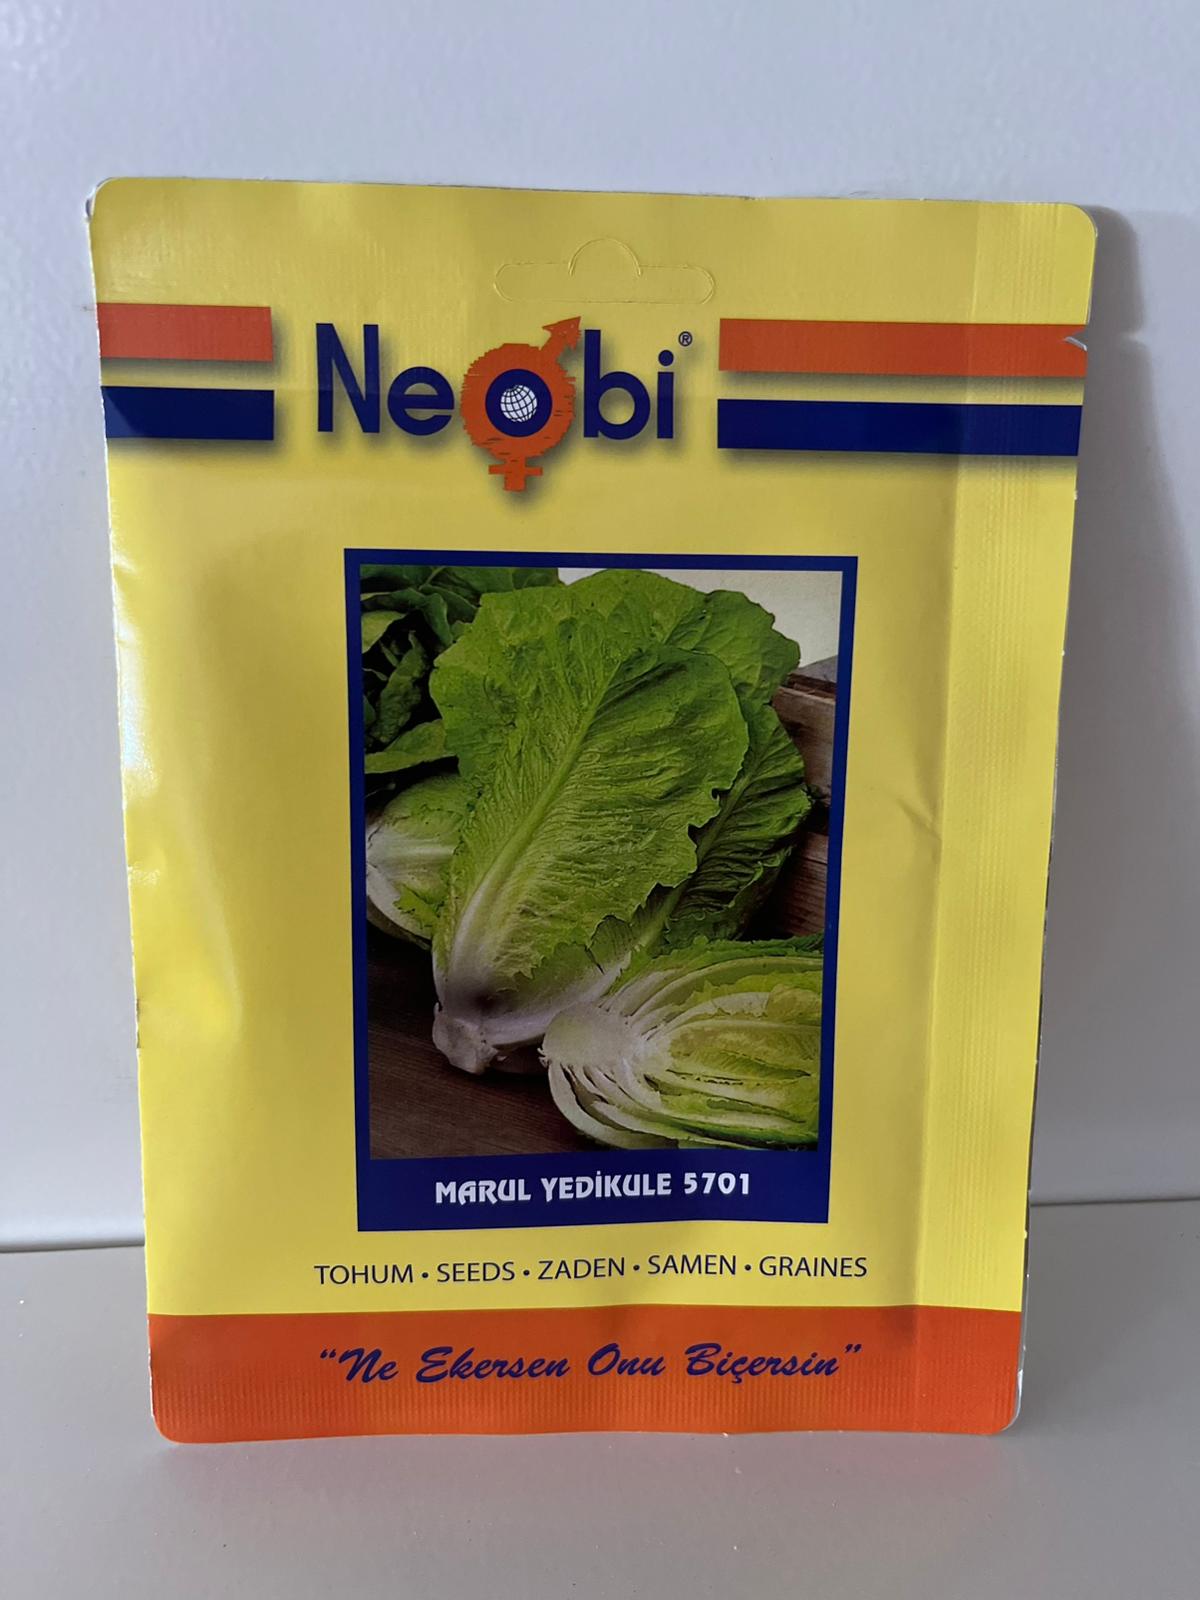 Neobi®
MARUL YEDİKULE 5701
TOHUM • SEEDS • ZADEN • SAMEN • GRAINES
"Ne Ekersen Onu Biçersin"